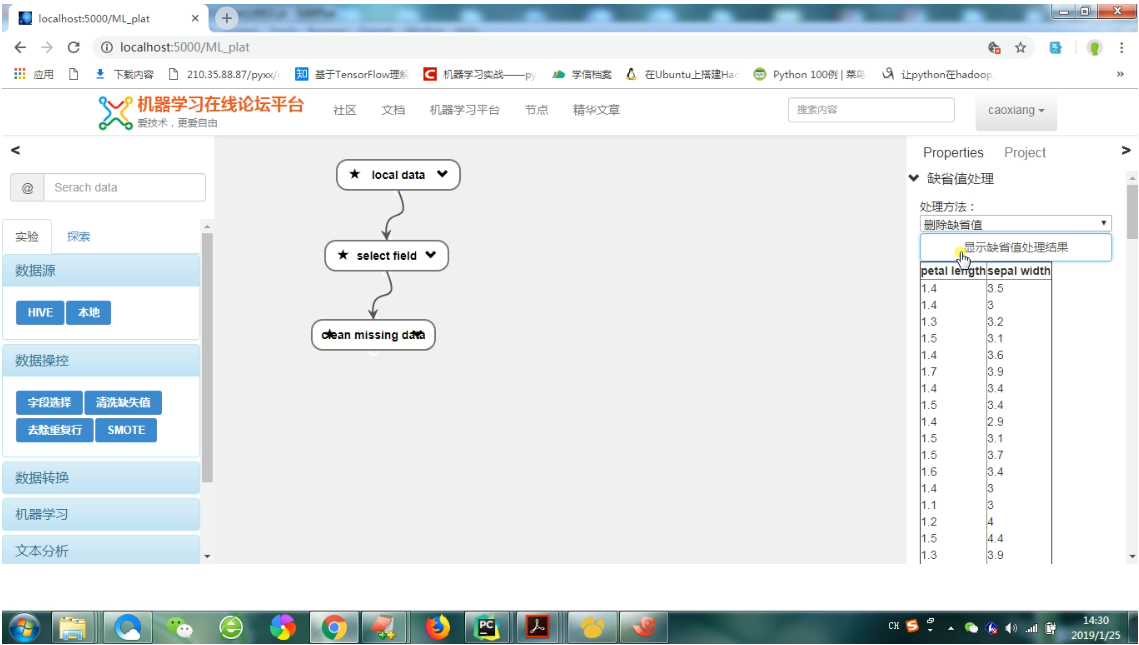 localhost:5000/ML_plat
localhost:5000/ML_plat
应用 下载内容 210.35.88.87/pyxx/ 知 基于TensorFlow理解 机器学习实战——py 学信档案 在Ubuntu上搭建Had Python 100例 | 菜鸟 让python在hadoop »
机器学习在线论坛平台
爱技术，更爱自由
社区 文档 机器学习平台 节点 精华文章 搜索内容 caoxiang
< Properties Project >
@ Serach data
实验 探索
数据源
HIVE 本地
数据操控
字段选择 清洗缺失值
去除重复行 SMOTE
数据转换
机器学习
文本分析
★ local data
★ select field
clean missing data
缺省值处理
处理方法：
删除缺省值
显示缺省值处理结果
petal length sepal width
1.4 3.5
1.4 3
1.3 3.2
1.5 3.1
1.4 3.6
1.7 3.9
1.4 3.4
1.5 3.4
1.4 2.9
1.5 3.1
1.5 3.7
1.6 3.4
1.4 3
1.1 3
1.2 4
1.5 4.4
1.3 3.9
PC
CH
14:30
2019/1/25